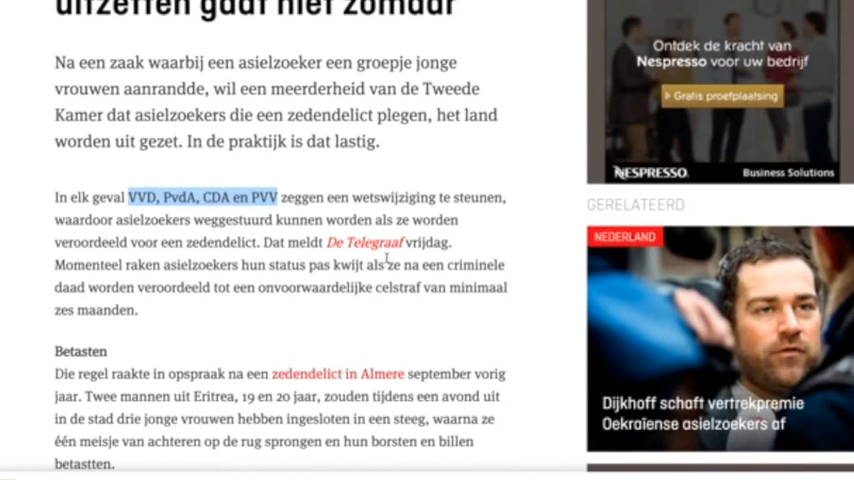 uitzetten gaat niet zomaar
Na een zaak waarbij een asielzoeker een groepje jonge
vrouwen aanrandde, wil een meerderheid van de Tweede
Kamer dat asielzoekers die een zedendelict plegen, het land
worden uit gezet. In de praktijk is dat lastig.
In elk geval VVD, PvdA, CDA en PVV zeggen een wetswijziging te steunen,
waardoor asielzoekers weggestuurd kunnen worden als ze worden
veroordeeld voor een zedendelict. Dat meldt De Telegraaf vrijdag.
Momenteel raken asielzoekers hun status pas kwijt als ze na een criminele
daad worden veroordeeld tot een onvoorwaardelijke celstraf van minimaal
zes maanden.
Betasten
Die regel raakte in opspraak na een zedendelict in Almere september vorig
jaar. Twee mannen uit Eritrea, 19 en 20 jaar, zouden tijdens een avond uit
in de stad drie jonge vrouwen hebben ingesloten in een steeg, waarna ze
één meisje van achteren op de rug sprongen en hun borsten en billen
betastten.
Ontdek de kracht van
Nespresso voor uw bedrijf
Gratis proefplaatsing
NESPRESSO. Business Solutions
GERELATEERD
NEDERLAND
Dijkhoff schaft vertrekpremie
Oekraïense asielzoekers af